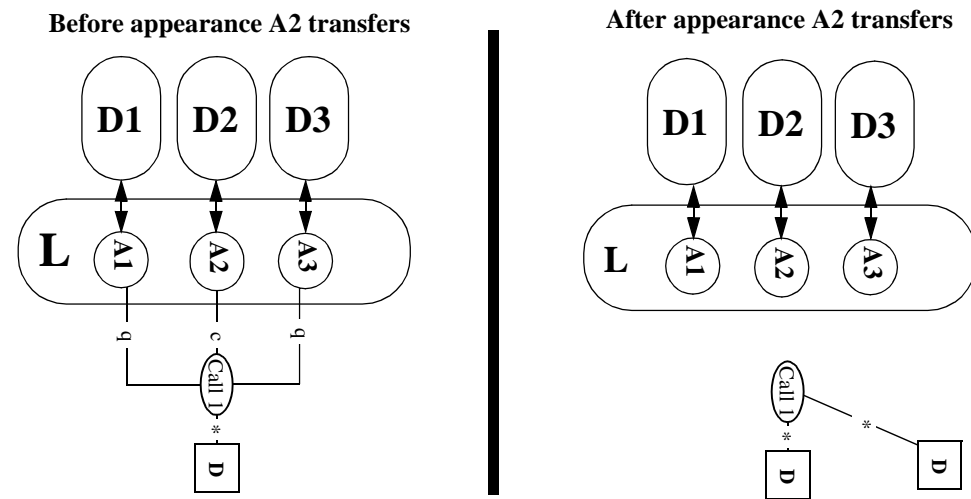 Before appearance A2 transfers
D1 D2 D3
L A1 A2 A3
q c q
Call 1
*
D
After appearance A2 transfers
D1 D2 D3
L A1 A2 A3
Call 1
* *
D D